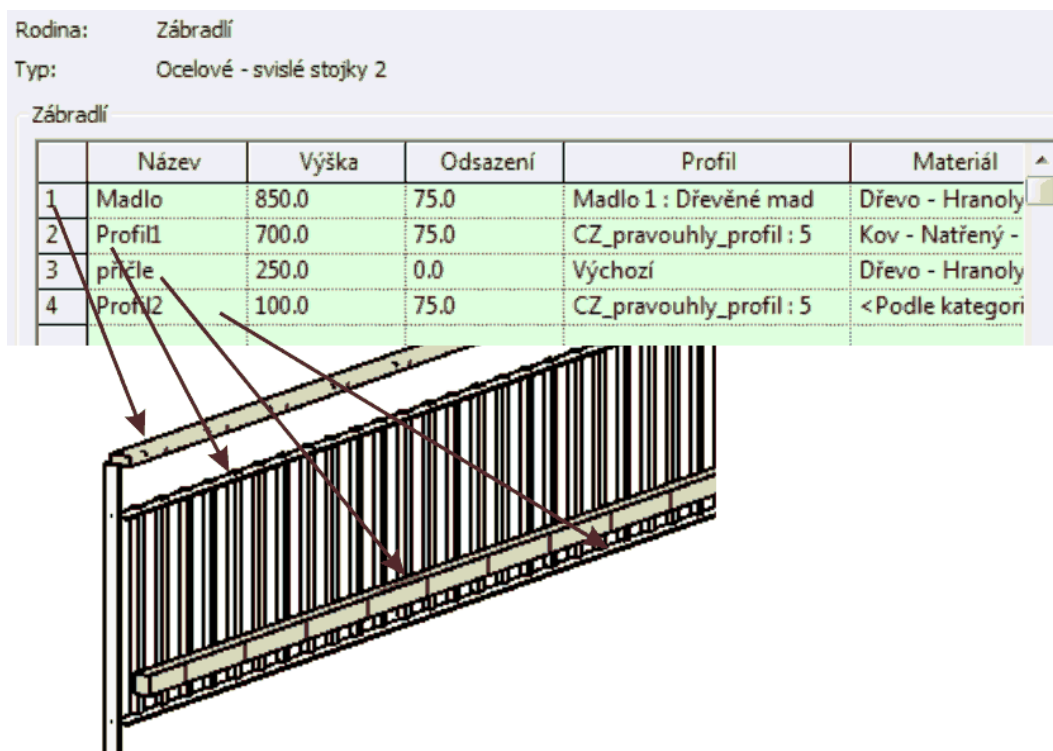 Rodina: Zábradlí
Typ: Ocelové - svislé stojky 2
Zábradlí
Název Výška Odsazení Profil Materiál
1 Madlo 850.0 75.0 Madlo 1 : Dřevěné mad Dřevo - Hranoly
2 Profil1 700.0 75.0 CZ_pravouhly_profil : 5 Kov - Natřený -
3 příčle 250.0 0.0 Výchozí Dřevo - Hranoly
4 Profil2 100.0 75.0 CZ_pravouhly_profil : 5 <Podle kategori